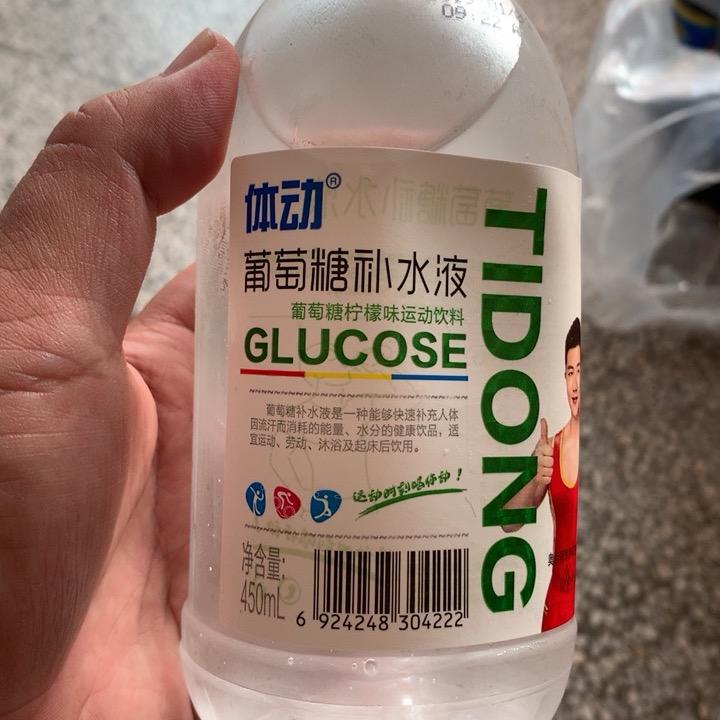 08:22
体动®
葡萄糖补水液
葡萄糖柠檬味运动饮料
GLUCOSE
葡萄糖补水液是一种能够快速补充人体
因流汗而消耗的能量、水分的健康饮品，适
宜运动、劳动、沐浴及起床后饮用。
运动时刻喝体动！
净含量:
450mL
6 924248 304222
TIDONG